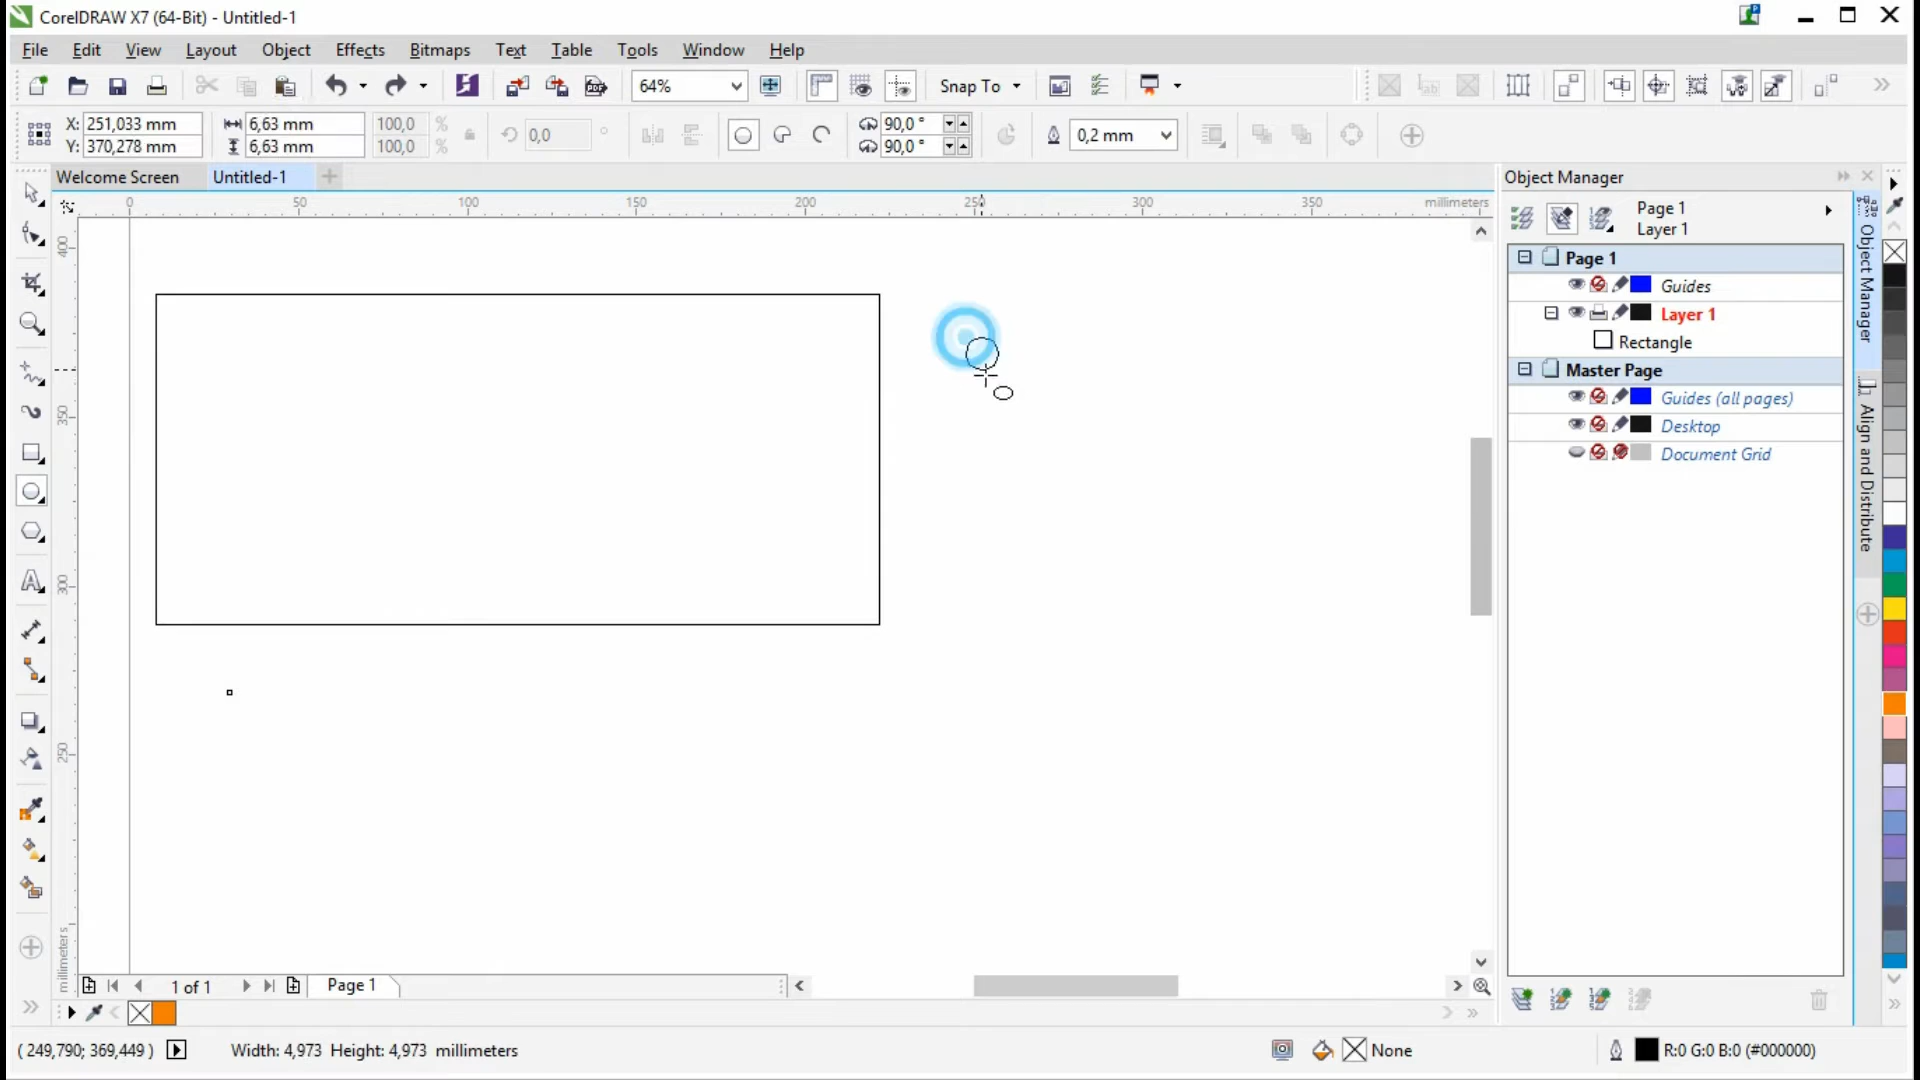 CorelDRAW X7 (64-Bit) - Untitled-1
File Edit View Layout Object Effects Bitmaps Text Table Tools Window Help
64% Snap To
X: 251,033 mm 6,63 mm 100,0 % 0,0 ° 90,0 ° 0,2 mm
Y: 370,278 mm 6,63 mm 100,0 % 90,0 °
Welcome Screen Untitled-1
0 50 100 150 200 250 300 350 millimeters
400
350
300
250
millimeters
Object Manager
Page 1
Layer 1
Page 1
Guides
Layer 1
Rectangle
Master Page
Guides (all pages)
Desktop
Document Grid
Object Manager
Align and Distribute
1 of 1 Page 1
( 249,790; 369,449 ) Width: 4,973 Height: 4,973 millimeters None R:0 G:0 B:0 (#000000)